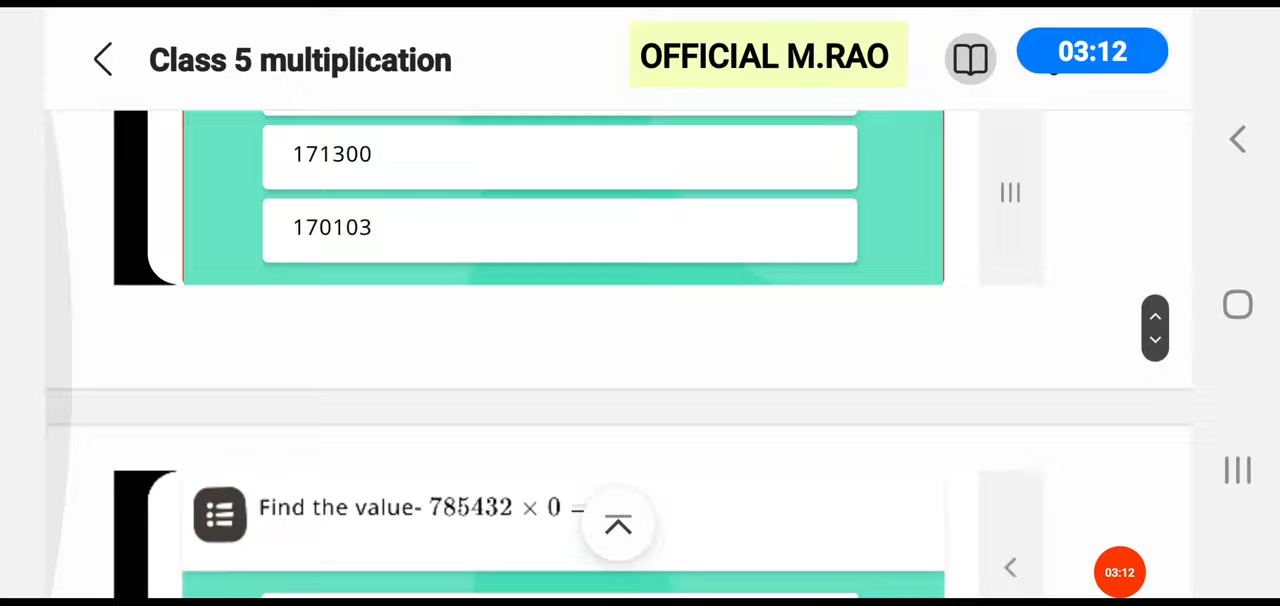 Class 5 multiplication
OFFICIAL M.RAO
03:12
171300
170103
Find the value- 785432 × 0 =
03:12